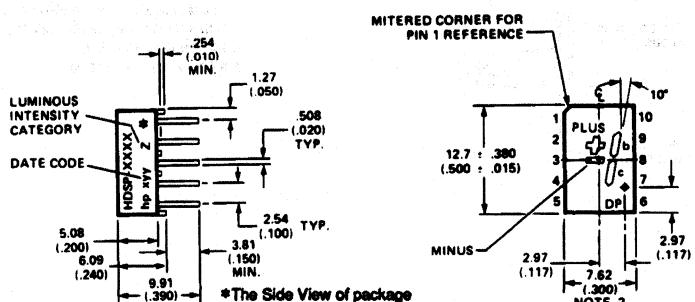 .254
(.010)
MIN.
1.27
(.050)
LUMINOUS
INTENSITY
CATEGORY
.508
(.020)
TYP.
DATE CODE
HDSP-XXXX Z *
hp xyy
2.54
(.100)
TYP.
5.08
(.200)
3.81
(.150)
MIN.
6.09
(.240)
9.91
(.390)
*The Side View of package
MITERED CORNER FOR
PIN 1 REFERENCE
10°
1 10
PLUS
2 9
b
12.7 ± .380
(.500 ± .015)
3 8
c
4 7
5 DP 6
MINUS
2.97
(.117)
2.97
(.117)
7.62
(.300)
NOTE 2